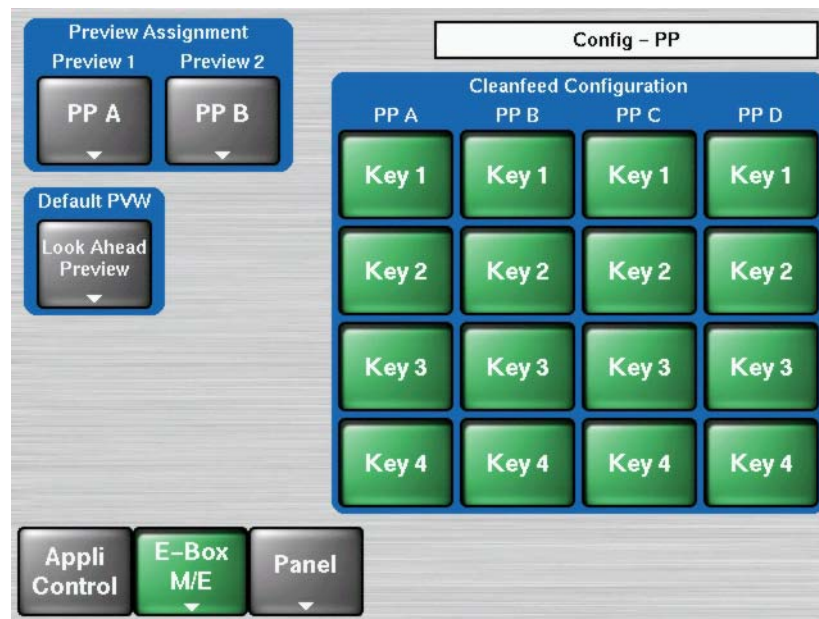 Preview Assignment
Preview 1 Preview 2
PP A PP B
Default PVW
Look Ahead
Preview
Config – PP
Cleanfeed Configuration
PP A PP B PP C PP D
Key 1 Key 1 Key 1 Key 1
Key 2 Key 2 Key 2 Key 2
Key 3 Key 3 Key 3 Key 3
Key 4 Key 4 Key 4 Key 4
Appli
Control
E–Box
M/E
Panel